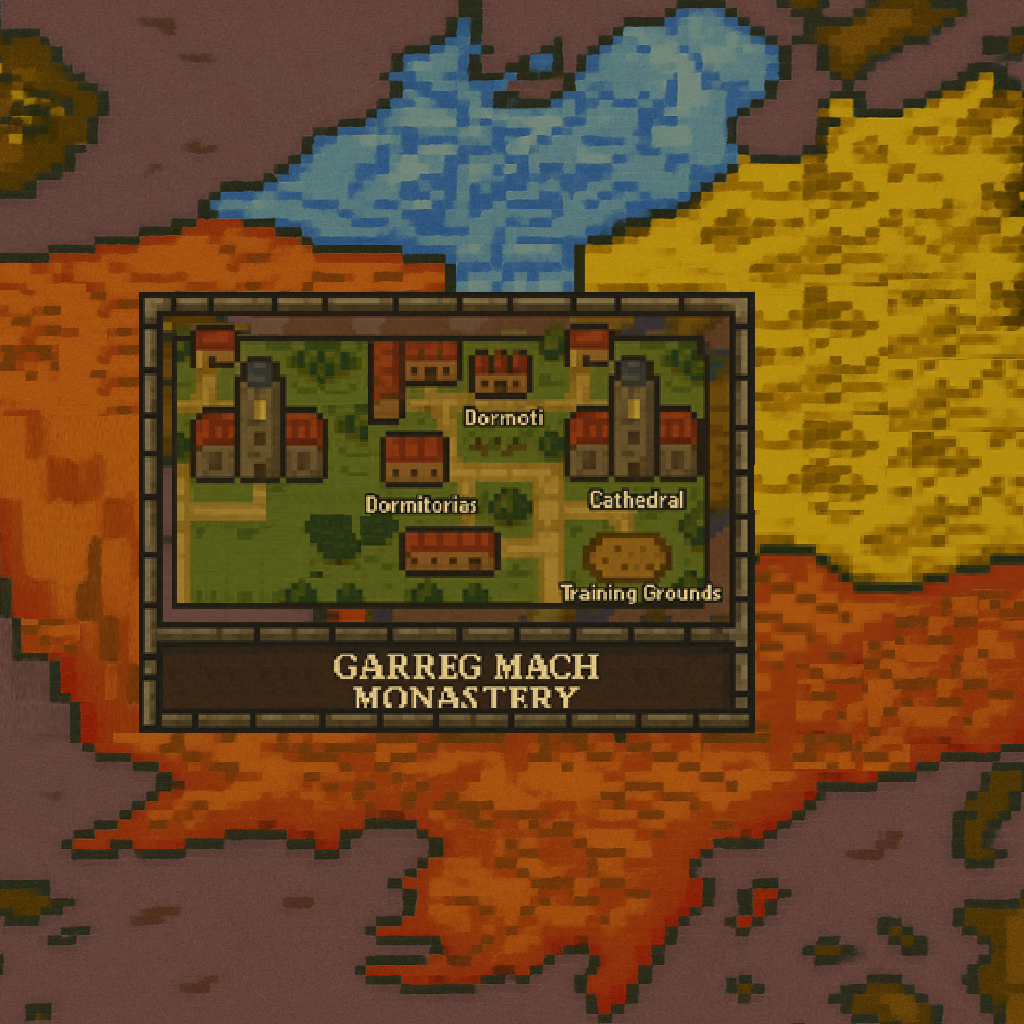 Dormoti
Dormitorias
Cathedral
Training Grounds
GARREG MACH
MONASTERY